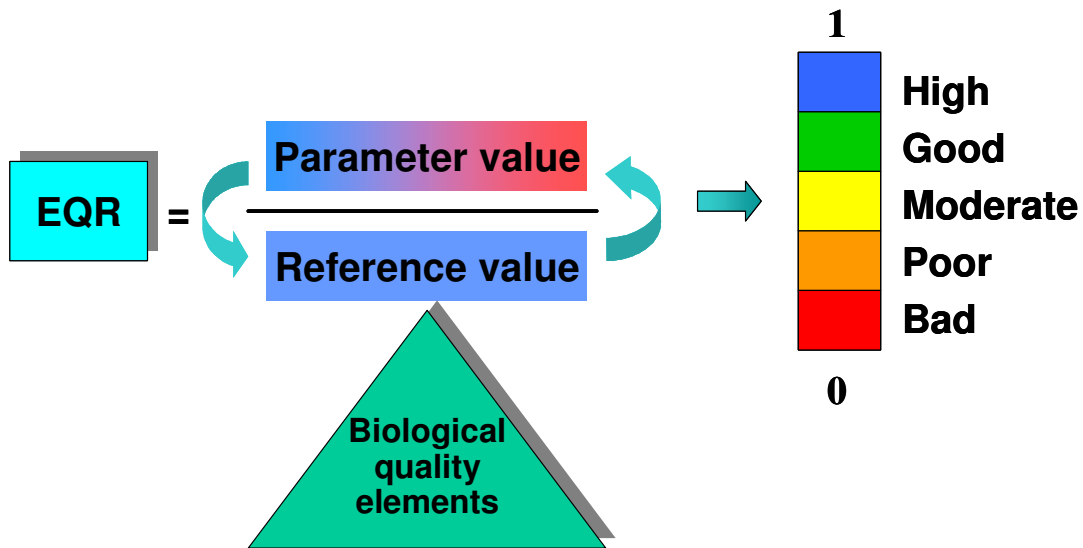 EQR
=
Parameter value
Reference value
Biological
quality
elements
1
High
Good
Moderate
Poor
Bad
0